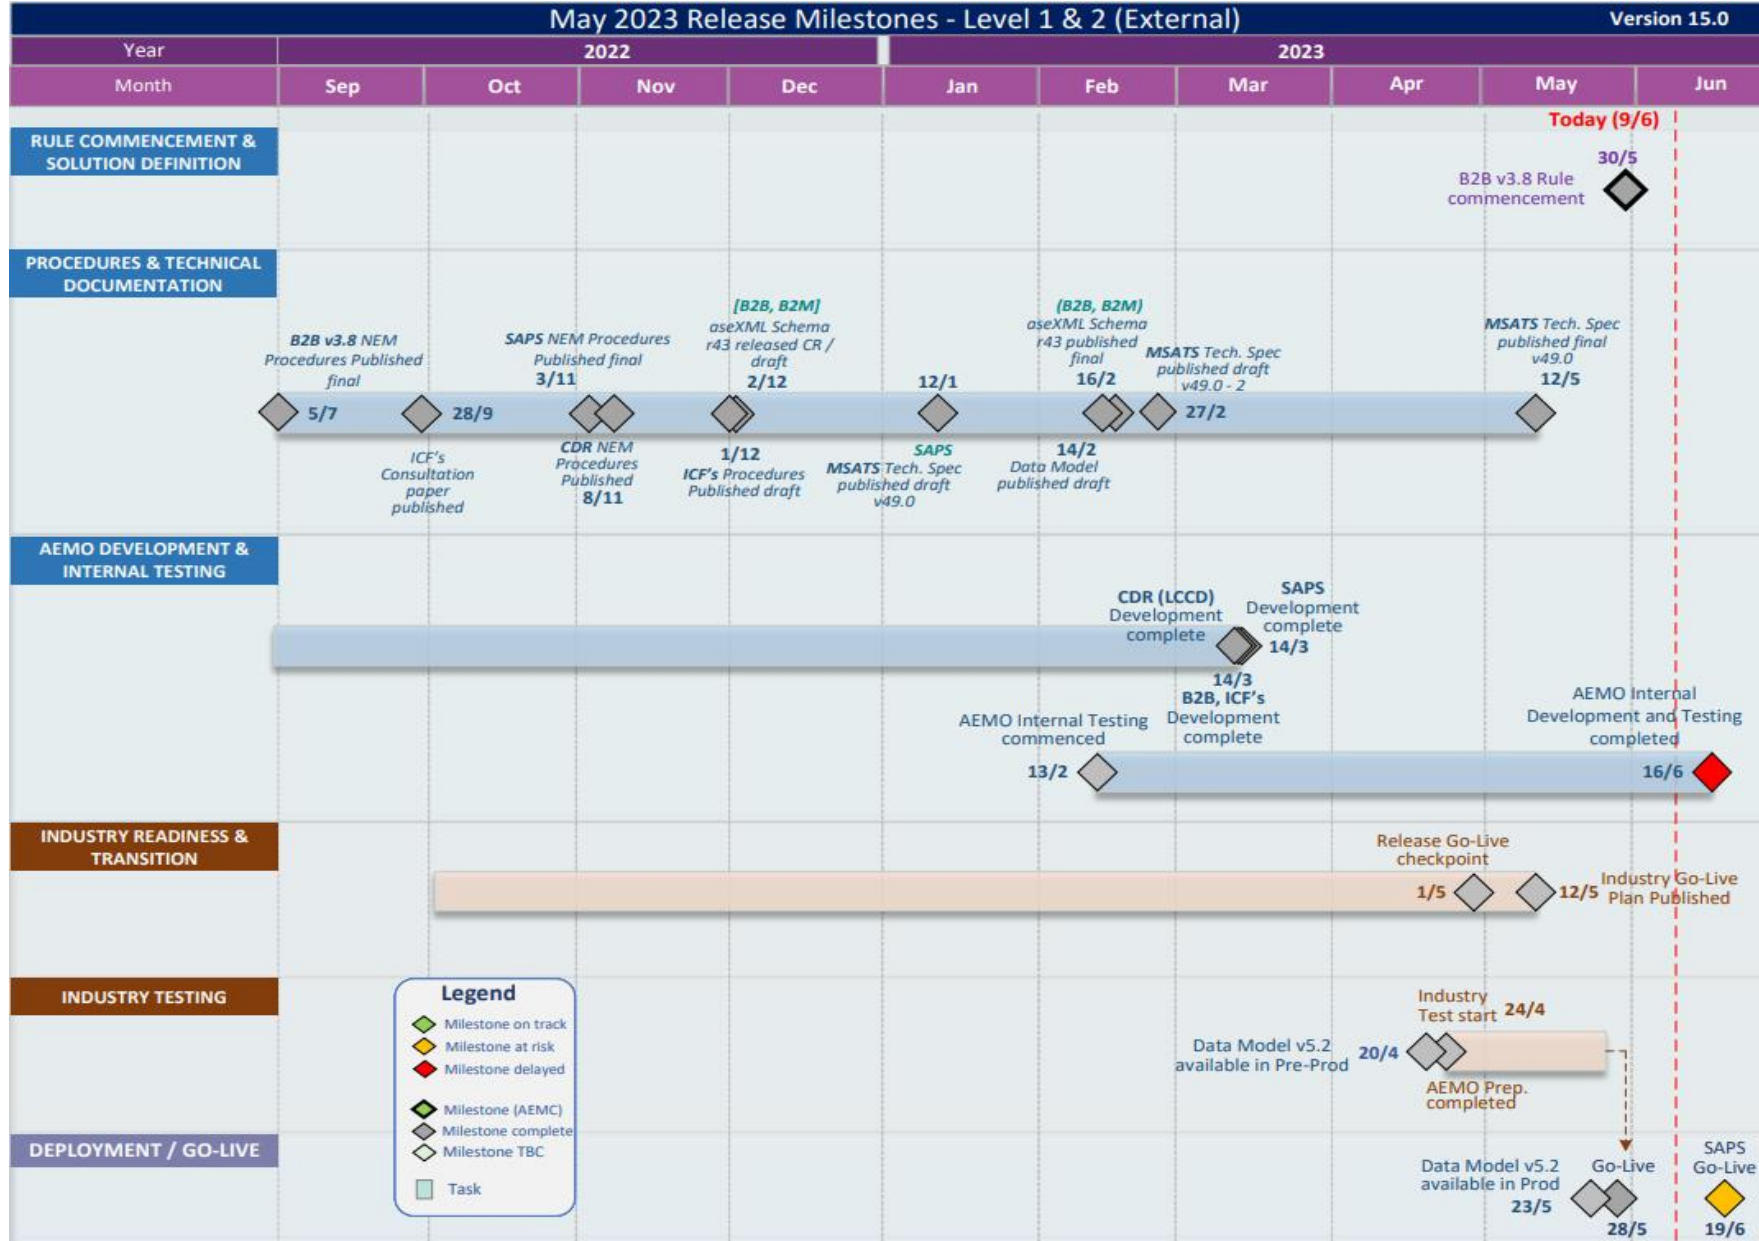 May 2023 Release Milestones - Level 1 & 2 (External)
Version 15.0
Year
2022
2023
Month
Sep
Oct
Nov
Dec
Jan
Feb
Mar
Apr
May
Jun
Today (9/6)
RULE COMMENCEMENT &
SOLUTION DEFINITION
30/5
B2B v3.8 Rule
commencement
PROCEDURES & TECHNICAL
DOCUMENTATION
B2B v3.8 NEM
Procedures Published
final
5/7
28/9
ICF's
Consultation
paper
published
SAPS NEM Procedures
Published final
3/11
CDR NEM
Procedures
Published
8/11
[B2B, B2M]
aseXML Schema
r43 released CR /
draft
2/12
1/12
ICF's Procedures
Published draft
12/1
SAPS
MSATS Tech. Spec
published draft
v49.0
(B2B, B2M)
aseXML Schema
r43 published
final
16/2
14/2
Data Model
published draft
MSATS Tech. Spec
published draft
v49.0 - 2
27/2
MSATS Tech. Spec
published final
v49.0
12/5
AEMO DEVELOPMENT &
INTERNAL TESTING
CDR (LCCD)
Development
complete
SAPS
Development
complete
14/3
14/3
B2B, ICF's
Development
complete
AEMO Internal Testing
commenced
13/2
AEMO Internal
Development and Testing
completed
16/6
INDUSTRY READINESS &
TRANSITION
Release Go-Live
checkpoint
1/5
12/5
Industry Go-Live
Plan Published
INDUSTRY TESTING
Industry
Test start 24/4
Data Model v5.2
available in Pre-Prod
20/4
AEMO Prep.
completed
Legend
Milestone on track
Milestone at risk
Milestone delayed
Milestone (AEMC)
Milestone complete
Milestone TBC
Task
DEPLOYMENT / GO-LIVE
Data Model v5.2
available in Prod
23/5
Go-Live
28/5
SAPS
Go-Live
19/6